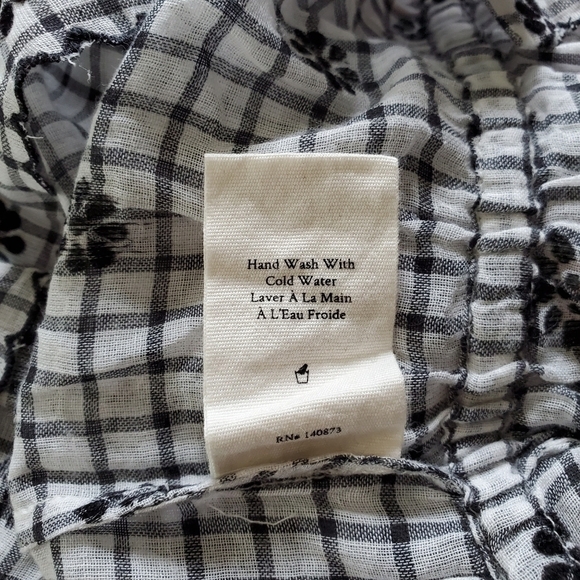 Hand Wash With
Cold Water
Laver À La Main
À L'Eau Froide
RN# 140873